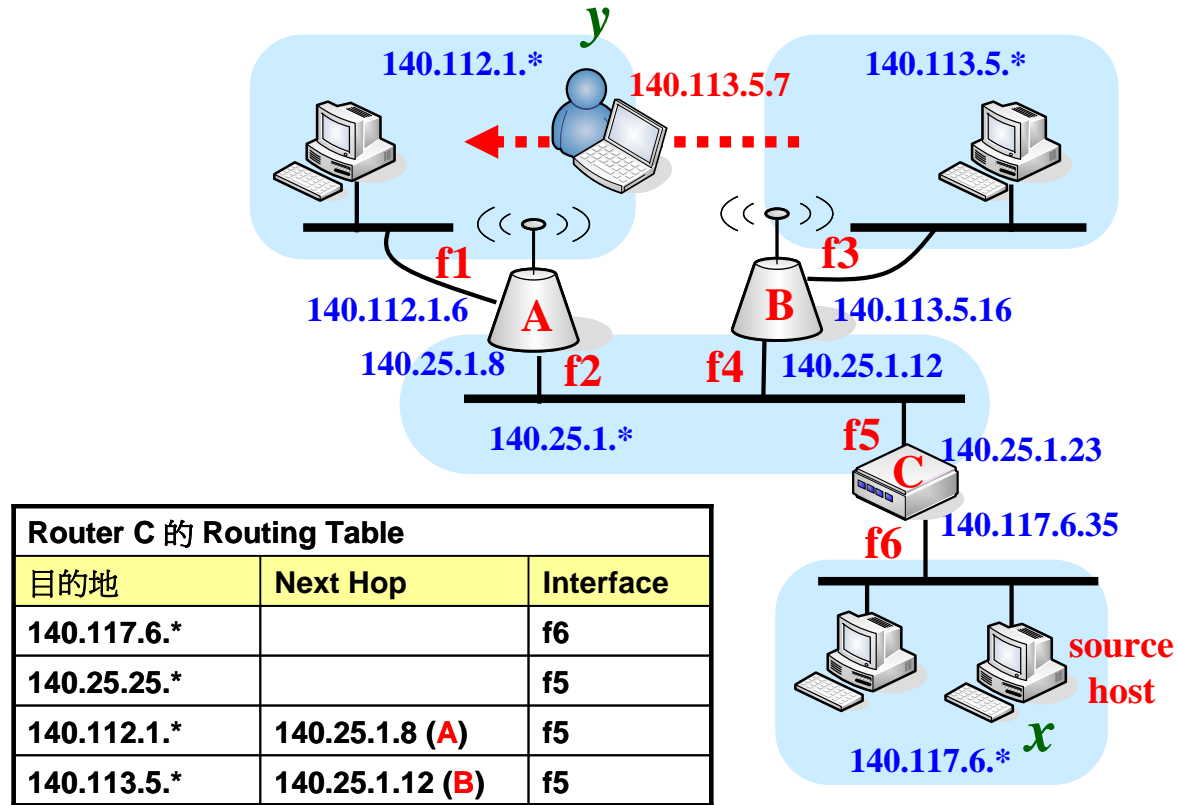 y
140.112.1.*
140.113.5.*
140.113.5.7
f1
f3
A
B
140.112.1.6
140.113.5.16
140.25.1.8
f2
f4
140.25.1.12
140.25.1.*
f5
140.25.1.23
C
140.117.6.35
f6
source
host
x
140.117.6.*
Router C 的 Routing Table
目的地 Next Hop Interface
140.117.6.* f6
140.25.25.* f5
140.112.1.* 140.25.1.8 (A) f5
140.113.5.* 140.25.1.12 (B) f5